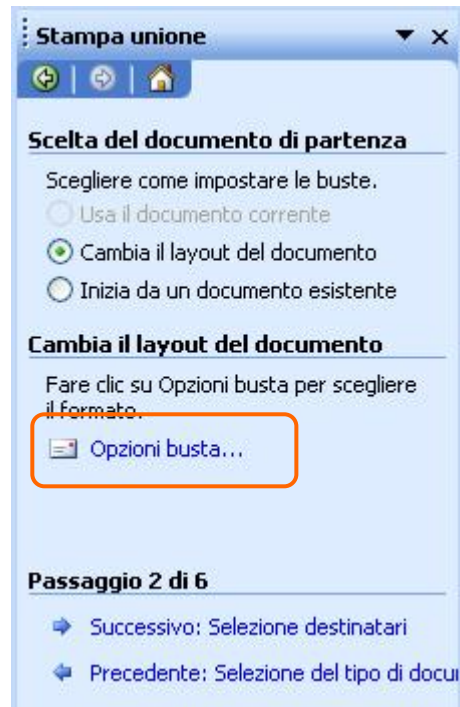 Stampa unione
Scelta del documento di partenza
Scegliere come impostare le buste.
Usa il documento corrente
Cambia il layout del documento
Inizia da un documento esistente
Cambia il layout del documento
Fare clic su Opzioni busta per scegliere
il formato.
Opzioni busta...
Passaggio 2 di 6
Successivo: Selezione destinatari
Precedente: Selezione del tipo di docu